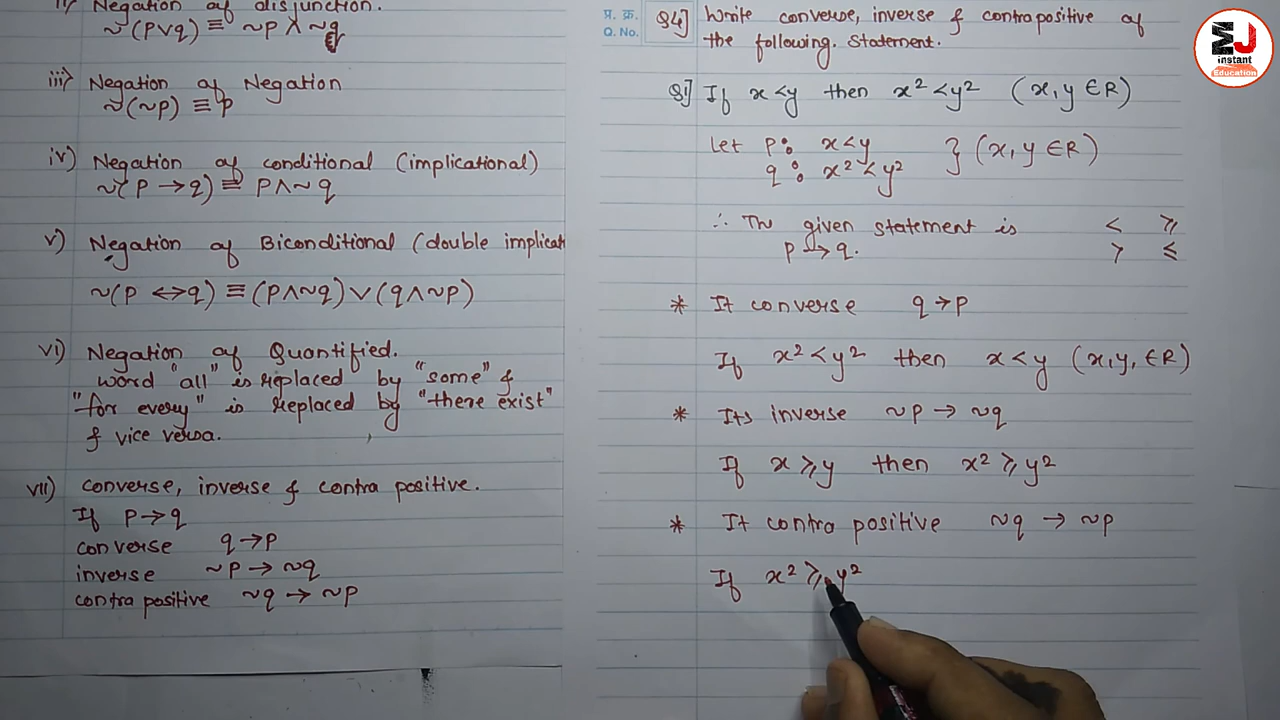 ii) Negation of disjunction.
~(p∨q) ≡ ~p ∧ ~q
iii) Negation of Negation
~(~p) ≡ p
iv) Negation of conditional (implicational)
~(p → q) ≡ p∧~q
v) Negation of Biconditional (double implicat
~(p ↔ q) ≡ (p∧~q) ∨ (q∧~p)
vi) Negation of Quantified.
word "all" is replaced by "some" &
"for every" is replaced by "there exist"
& vice versa.
vii) converse, inverse & contra positive.
If p→q
converse q→p
inverse ~p → ~q
contra positive ~q → ~p
प्र. क्र.
Q. No.
Q4] Write converse, inverse & contrapositive of
the following. statement.
Q1] If x<y then x² < y² (x, y ∈R)
Let p: x<y
q: x² < y² } (x, y ∈R)
∴ The given statement is < ≥
p → q. > ≤
* It converse q→p
If x² < y² then x<y (x,y, ∈R)
* Its inverse ~p → ~q
If x ≥ y then x² ≥ y²
* It contra positive ~q → ~p
If x² ≥ y²
MJ
instant
Education